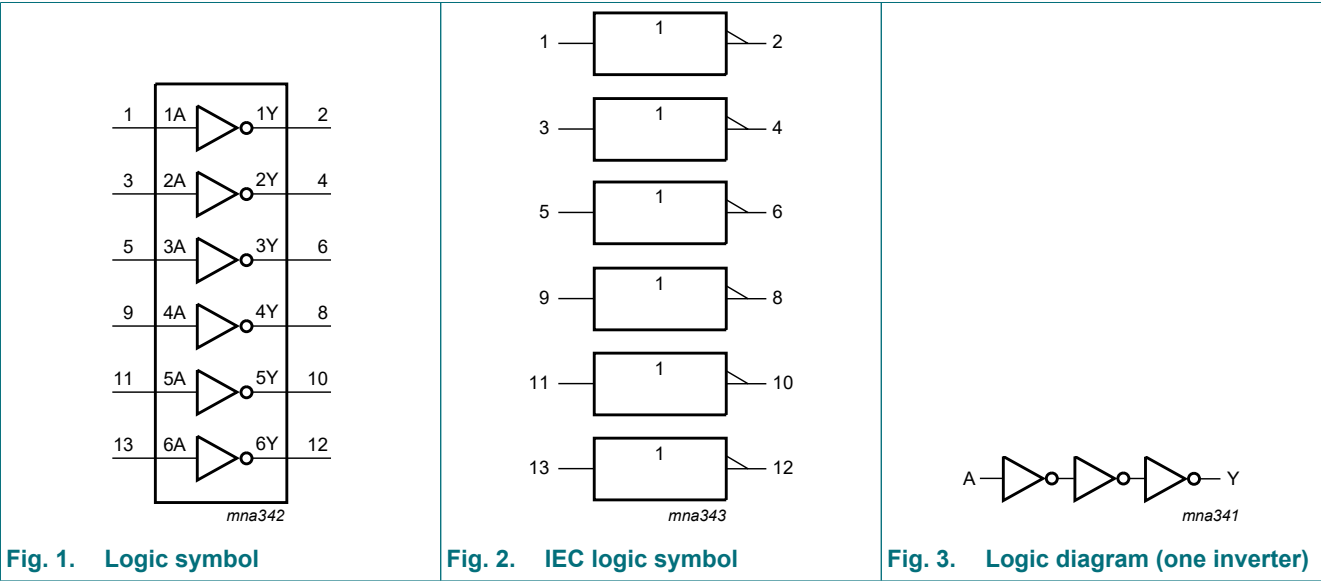 1 1A 1Y 2
3 2A 2Y 4
5 3A 3Y 6
9 4A 4Y 8
11 5A 5Y 10
13 6A 6Y 12
mna342
Fig. 1. Logic symbol
1
1 2
1
3 4
1
5 6
1
9 8
1
11 10
1
13 12
mna343
Fig. 2. IEC logic symbol
A Y
mna341
Fig. 3. Logic diagram (one inverter)